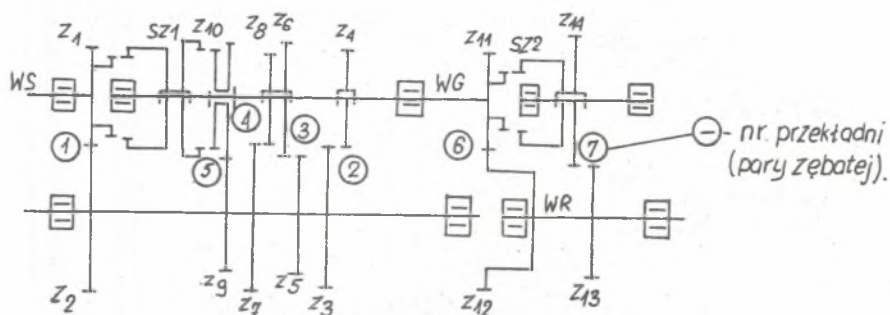 z1 SZ1 z10 z8 z6 z4 z11 SZ2 z11
WS WG
4
3
1 5 2 6 7 − - nr. przekładni
(pary zębatej).
WR
z2 z9 z7 z5 z3 z12 z13